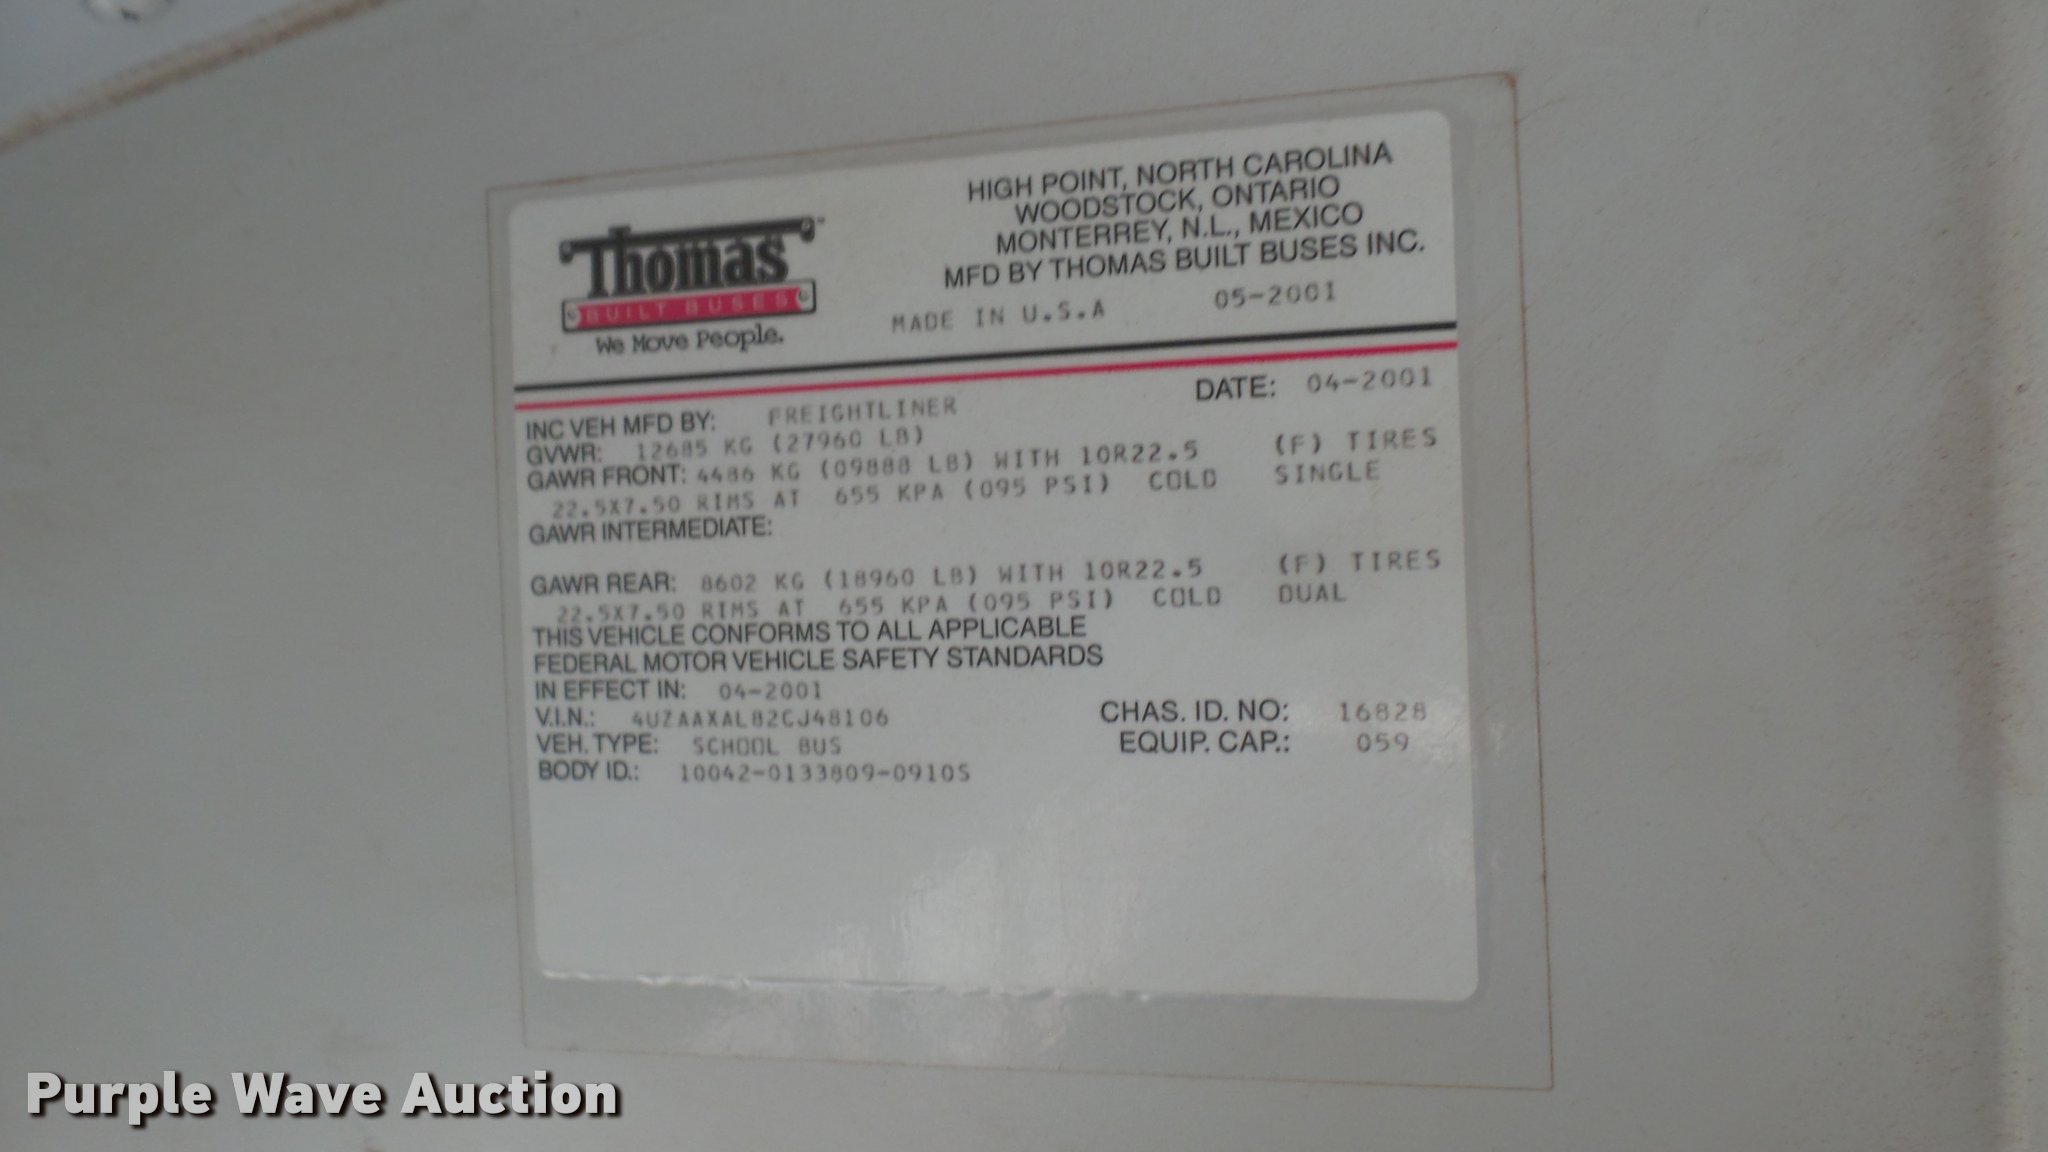 Thomas
BUILT BUSES
We Move People.
HIGH POINT, NORTH CAROLINA
WOODSTOCK, ONTARIO
MONTERREY, N.L., MEXICO
MFD BY THOMAS BUILT BUSES INC.
MADE IN U.S.A 05-2001
INC VEH MFD BY: FREIGHTLINER DATE: 04-2001
GVWR: 12685 KG (27960 LB)
GAWR FRONT: 4486 KG (09888 LB) WITH 10R22.5 (F) TIRES
22.5X7.50 RIMS AT 655 KPA (095 PSI) COLD SINGLE
GAWR INTERMEDIATE:
GAWR REAR: 8602 KG (18960 LB) WITH 10R22.5 (F) TIRES
22.5X7.50 RIMS AT 655 KPA (095 PSI) COLD DUAL
THIS VEHICLE CONFORMS TO ALL APPLICABLE
FEDERAL MOTOR VEHICLE SAFETY STANDARDS
IN EFFECT IN: 04-2001
V.I.N.: 4UZAAXAL82CJ48106 CHAS. ID. NO: 16828
VEH. TYPE: SCHOOL BUS EQUIP. CAP.: 059
BODY ID.: 10042-0133809-0910S
Purple Wave Auction